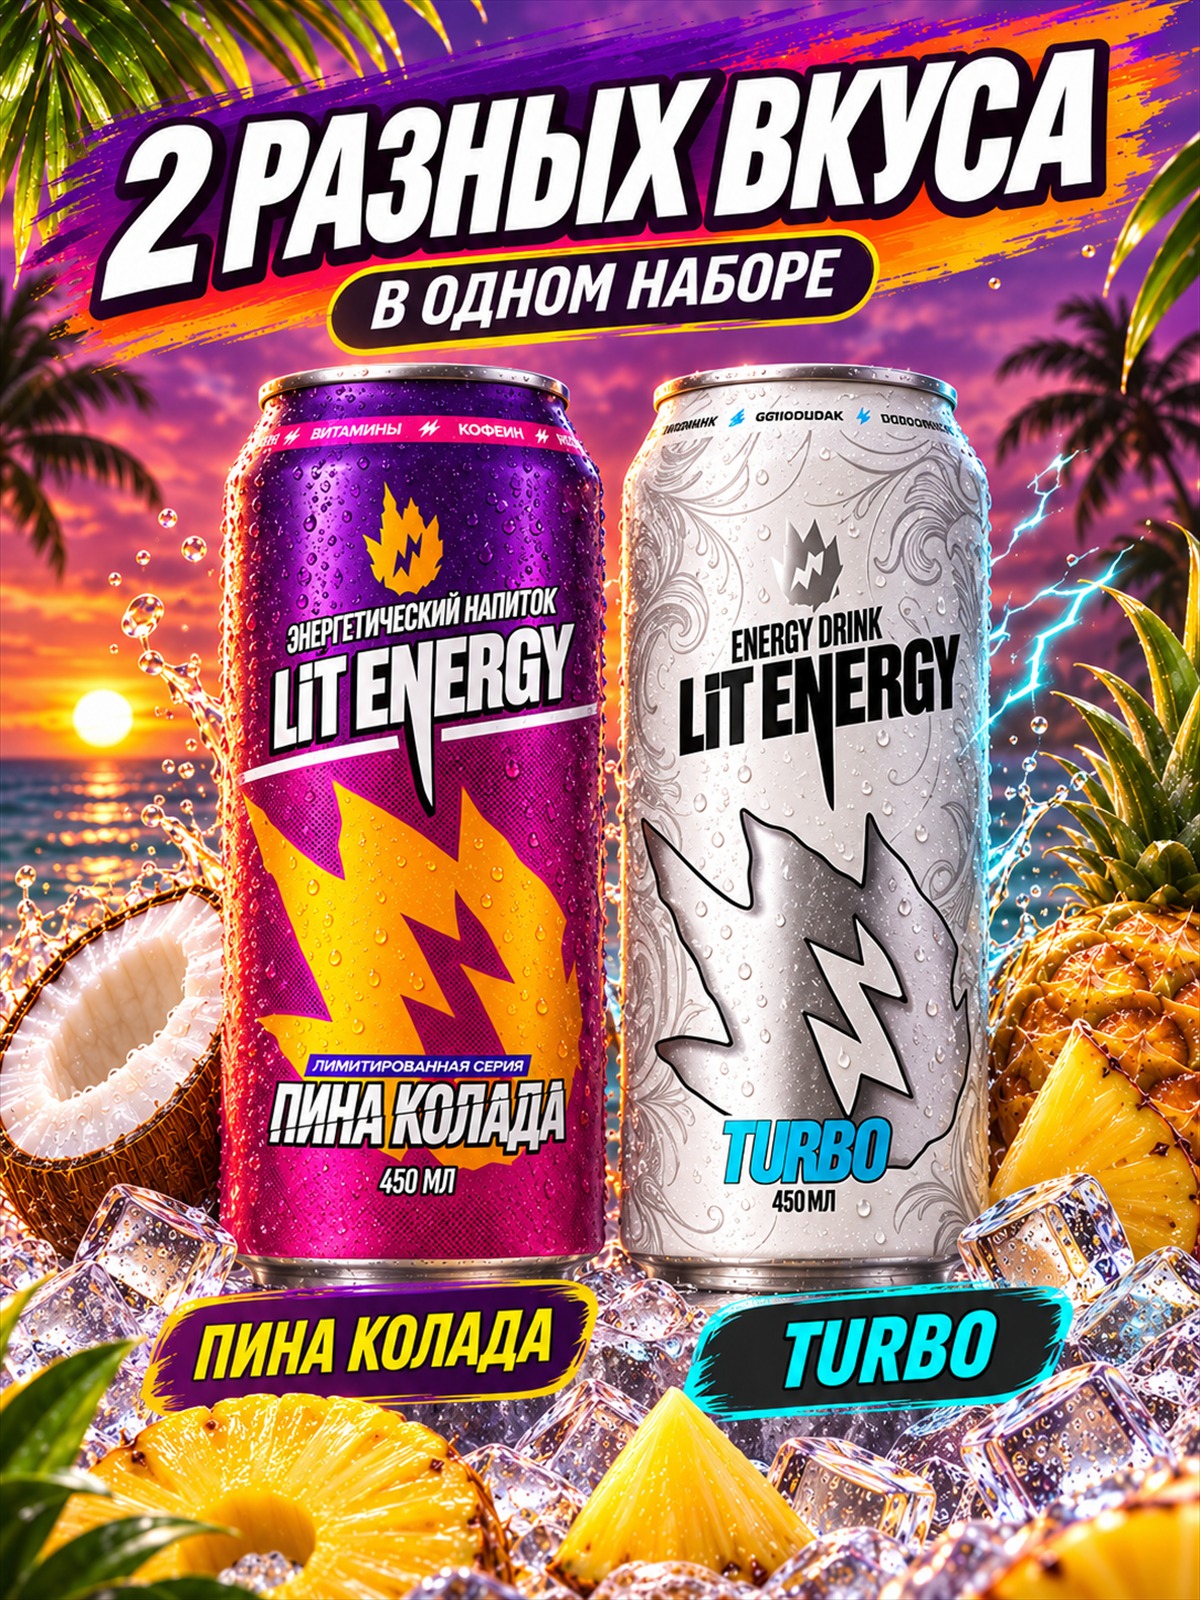 2 РАЗНЫХ ВКУСА
В ОДНОМ НАБОРЕ
ВИТАМИНЫ КОФЕИН
ЭНЕРГЕТИЧЕСКИЙ НАПИТОК
LiT ENERGY
ЛИМИТИРОВАННАЯ СЕРИЯ
ПИНА КОЛАДА
450 МЛ
ENERGY DRINK
LiT ENERGY
TURBO
450 МЛ
ПИНА КОЛАДА
TURBO